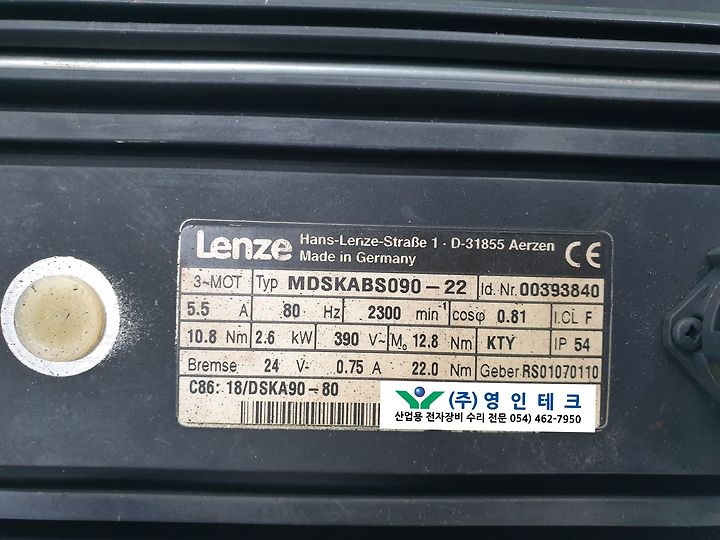 Lenze Hans-Lenze-Straße 1 · D-31855 Aerzen
Made in Germany CE
3~MOT Typ MDSKABS090-22 Id. Nr. 00393840
5.5 A 80 Hz 2300 min⁻¹ cosφ 0.81 I.Cl. F
10.8 Nm 2.6 kW 390 V~ M₀ 12.8 Nm KTY IP 54
Bremse: 24 V- 0.75 A 22.0 Nm Geber RS01070110
C86: 18/DSKA90-80
(주)영인테크
산업용 전자장비 수리 전문 054) 462-7950